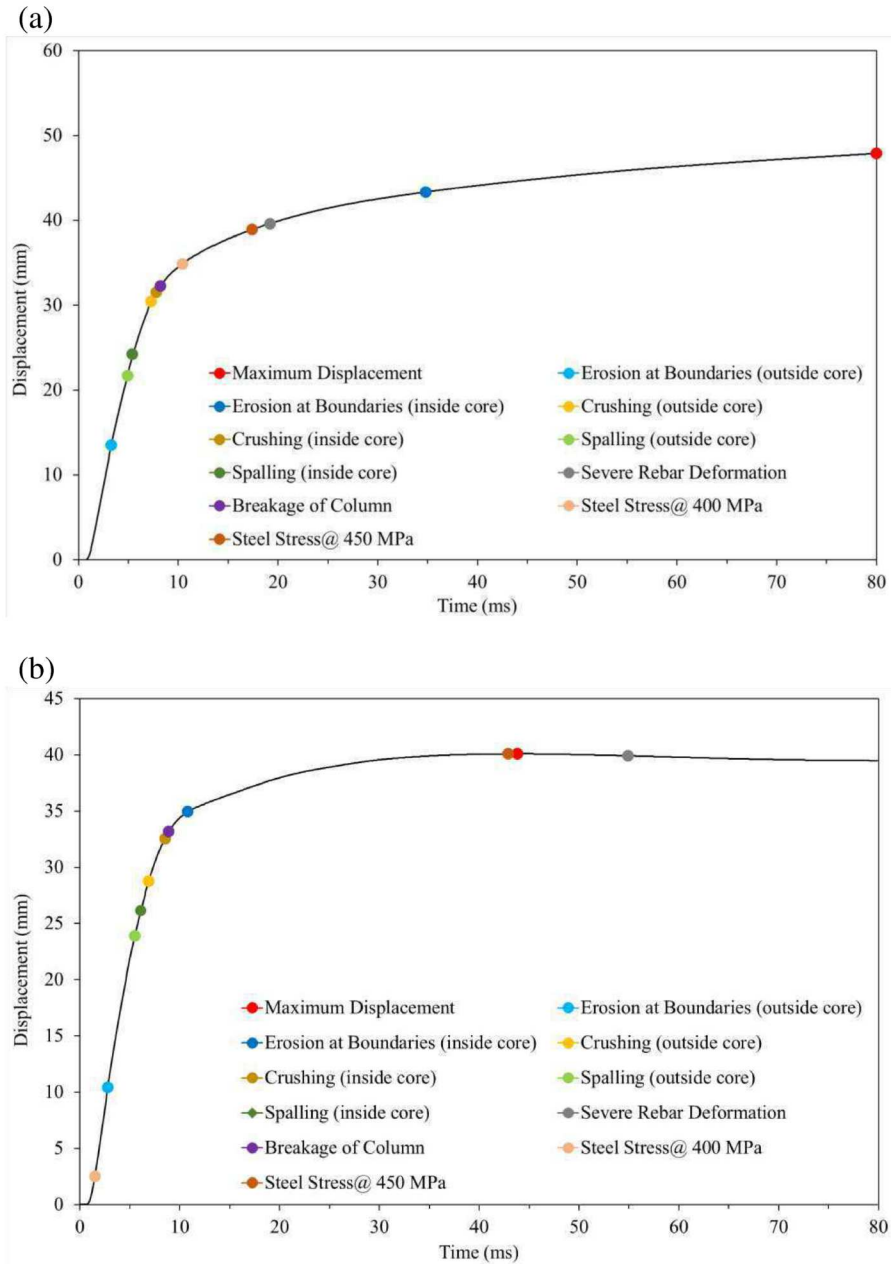 (a)
60
50
40
30
20
10
0
Displacement (mm)
Maximum Displacement Erosion at Boundaries (outside core)
Erosion at Boundaries (inside core) Crushing (outside core)
Crushing (inside core) Spalling (outside core)
Spalling (inside core) Severe Rebar Deformation
Breakage of Column Steel Stress@ 400 MPa
Steel Stress@ 450 MPa
0 10 20 30 40 50 60 70 80
Time (ms)
(b)
45
40
35
30
25
20
15
10
5
0
Displacement (mm)
Maximum Displacement Erosion at Boundaries (outside core)
Erosion at Boundaries (inside core) Crushing (outside core)
Crushing (inside core) Spalling (outside core)
Spalling (inside core) Severe Rebar Deformation
Breakage of Column Steel Stress@ 400 MPa
Steel Stress@ 450 MPa
0 10 20 30 40 50 60 70 80
Time (ms)